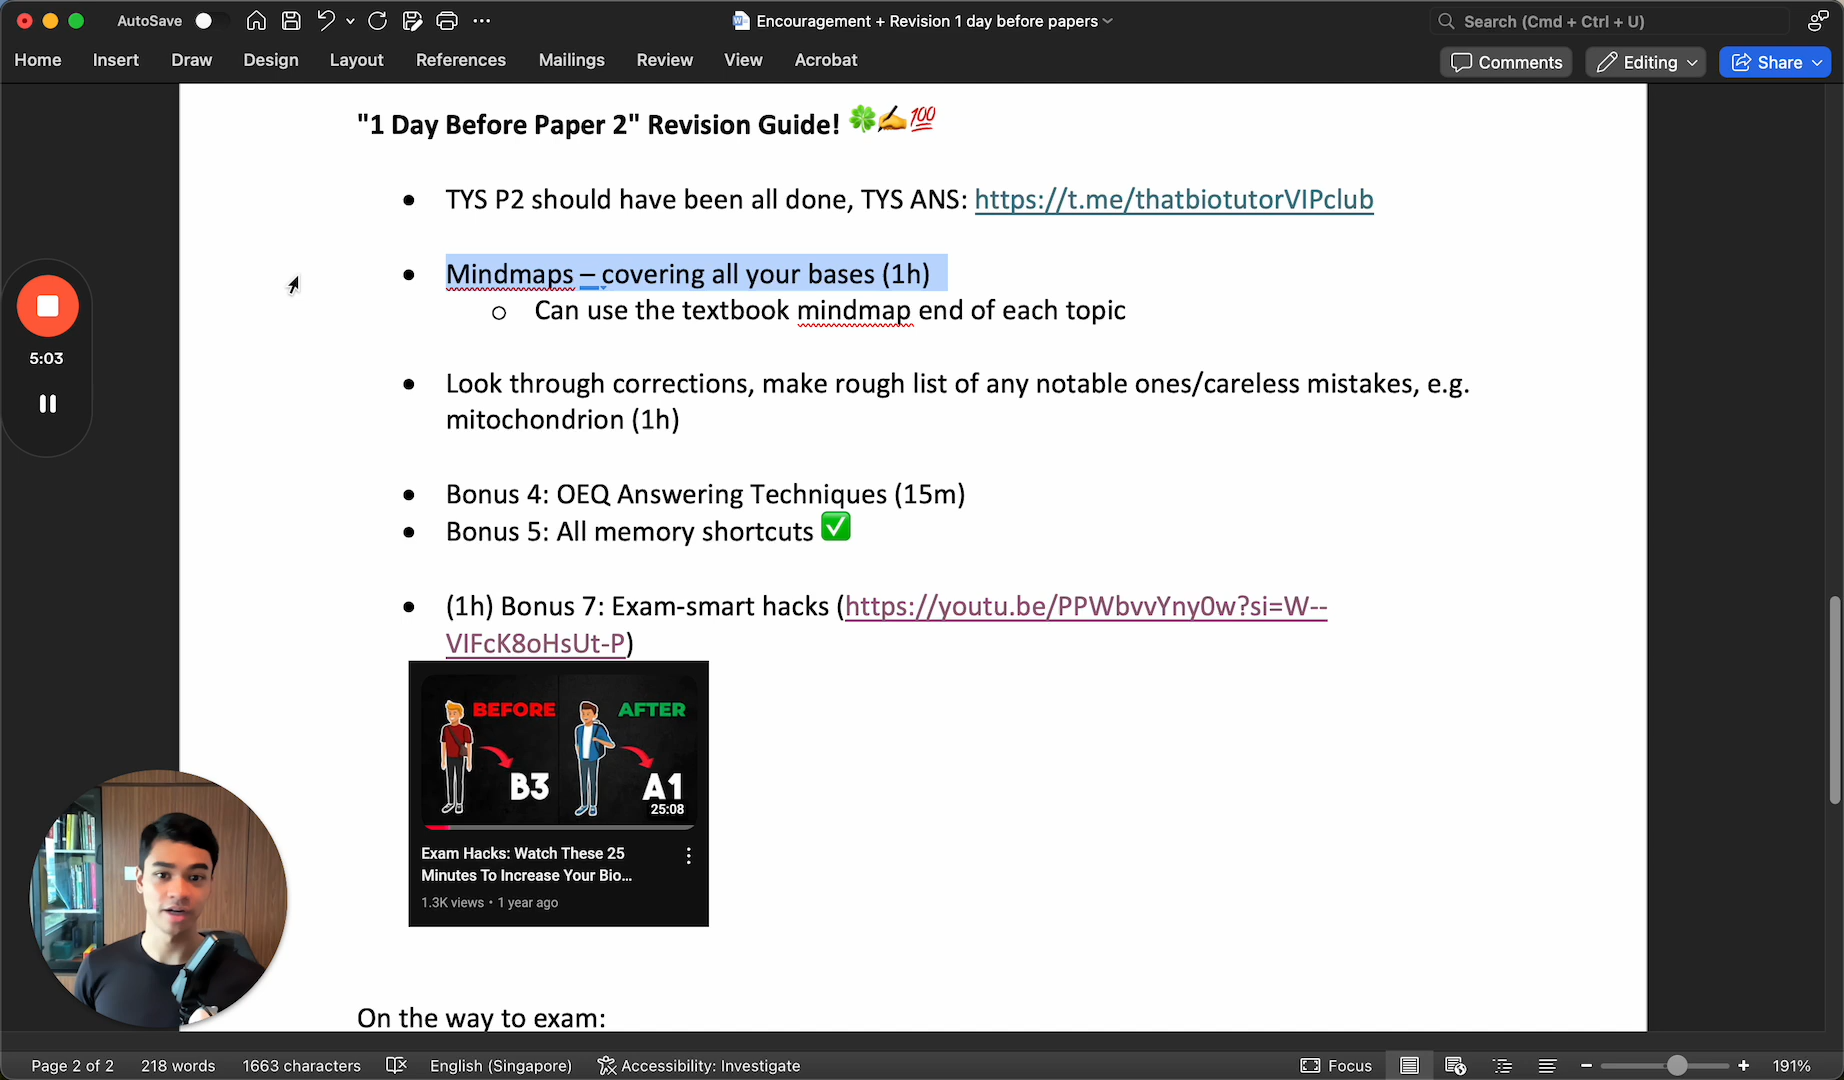 AutoSave
Encouragement + Revision 1 day before papers
Search (Cmd + Ctrl + U)
Home Insert Draw Design Layout References Mailings Review View Acrobat
Comments Editing Share
"1 Day Before Paper 2" Revision Guide! 🍀✍️💯
• TYS P2 should have been all done, TYS ANS: https://t.me/thatbiotutorVIPclub
• Mindmaps – covering all your bases (1h)
o Can use the textbook mindmap end of each topic
5:03
• Look through corrections, make rough list of any notable ones/careless mistakes, e.g.
mitochondrion (1h)
• Bonus 4: OEQ Answering Techniques (15m)
• Bonus 5: All memory shortcuts ✅
• (1h) Bonus 7: Exam-smart hacks (https://youtu.be/PPWbvvYny0w?si=W--
VIFcK8oHsUt-P)
BEFORE AFTER
B3 A1
25:08
Exam Hacks: Watch These 25
Minutes To Increase Your Bio...
1.3K views • 1 year ago
On the way to exam:
Page 2 of 2 218 words 1663 characters English (Singapore) Accessibility: Investigate Focus 191%